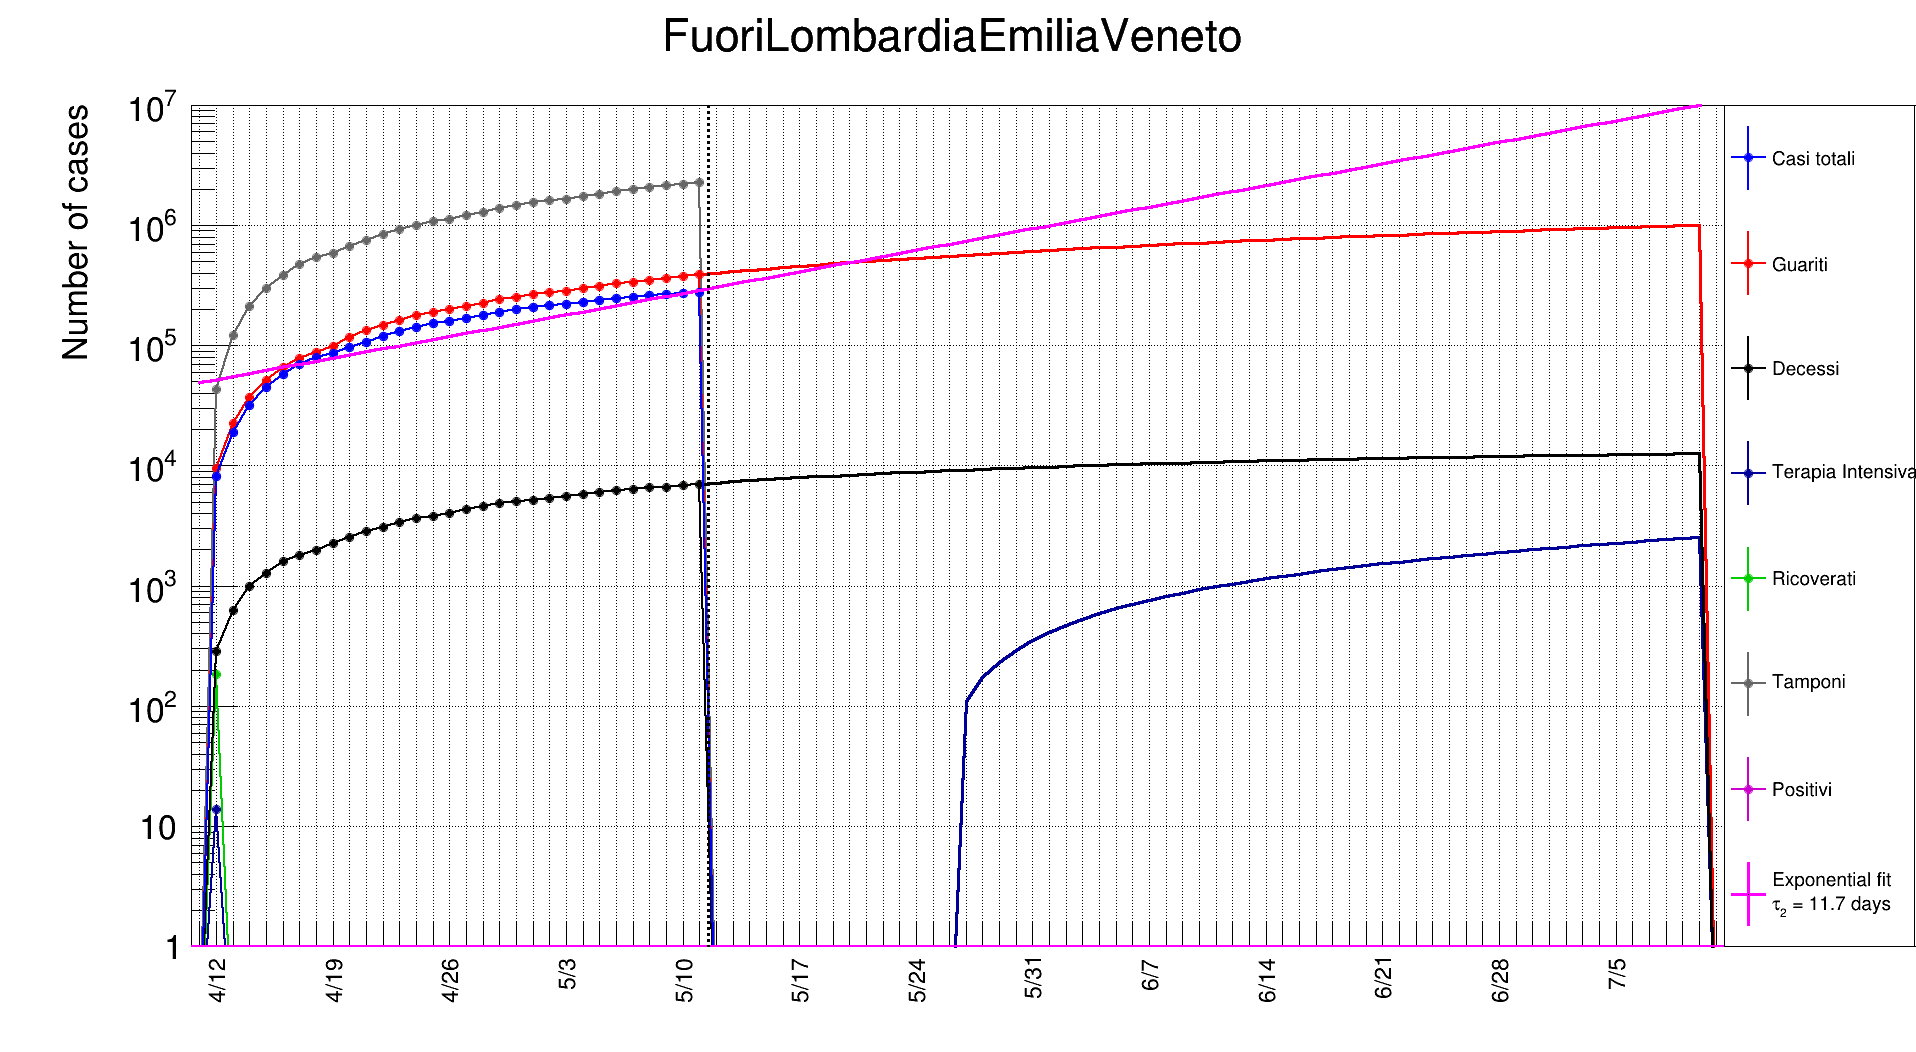 FuoriLombardiaEmiliaVeneto
Number of cases
10^7
10^6
10^5
10^4
10^3
10^2
10
1
4/12
4/19
4/26
5/3
5/10
5/17
5/24
5/31
6/7
6/14
6/21
6/28
7/5
Casi totali
Guariti
Decessi
Terapia Intensiva
Ricoverati
Tamponi
Positivi
Exponential fit
τ_2 = 11.7 days